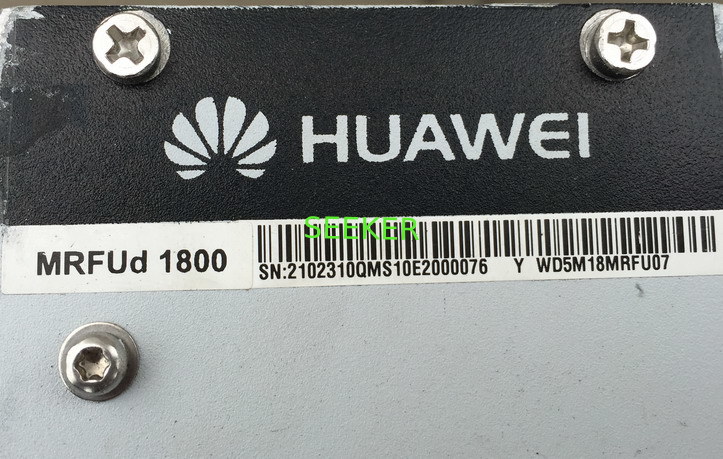 HUAWEI
SEEKER
MRFUd 1800
SN:2102310QMS10E2000076 Y WD5M18MRFU07